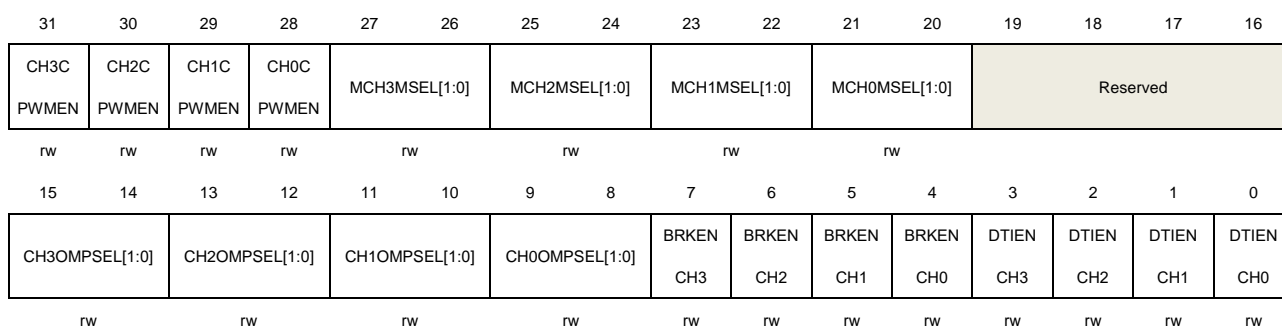 31 30 29 28 27 26 25 24 23 22 21 20 19 18 17 16
CH3C CH2C CH1C CH0C
MCH3MSEL[1:0] MCH2MSEL[1:0] MCH1MSEL[1:0] MCH0MSEL[1:0] Reserved
PWMEN PWMEN PWMEN PWMEN
rw rw rw rw rw rw rw rw
15 14 13 12 11 10 9 8 7 6 5 4 3 2 1 0
BRKEN BRKEN BRKEN BRKEN DTIEN DTIEN DTIEN DTIEN
CH3OMPSEL[1:0] CH2OMPSEL[1:0] CH1OMPSEL[1:0] CH0OMPSEL[1:0]
CH3 CH2 CH1 CH0 CH3 CH2 CH1 CH0
rw rw rw rw rw rw rw rw rw rw rw rw